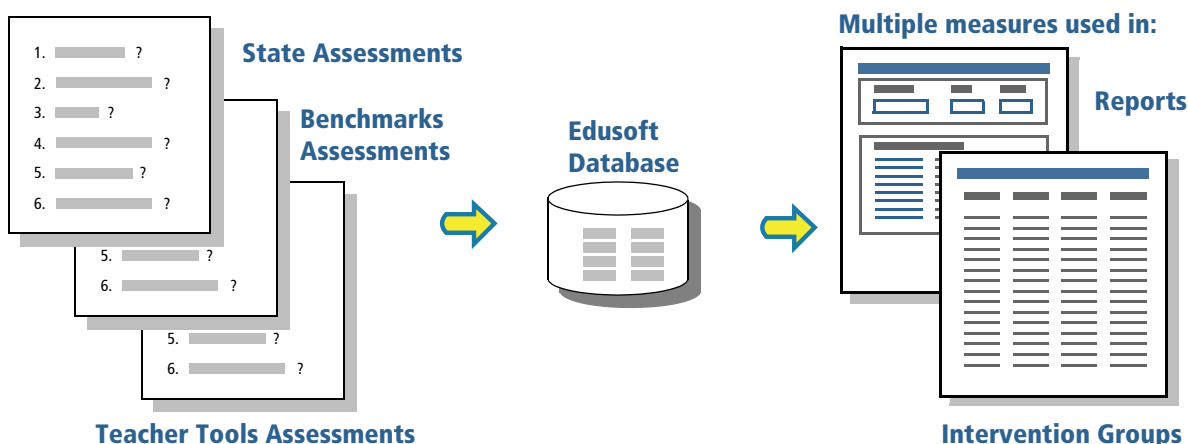 Multiple measures used in:
State Assessments
1. ?
2. ?
3. ?
4. ?
5. ?
6. ?
Benchmarks
Assessments
5. ?
6. ?
5. ?
6. ?
Teacher Tools Assessments
Edusoft
Database
Reports
Intervention Groups